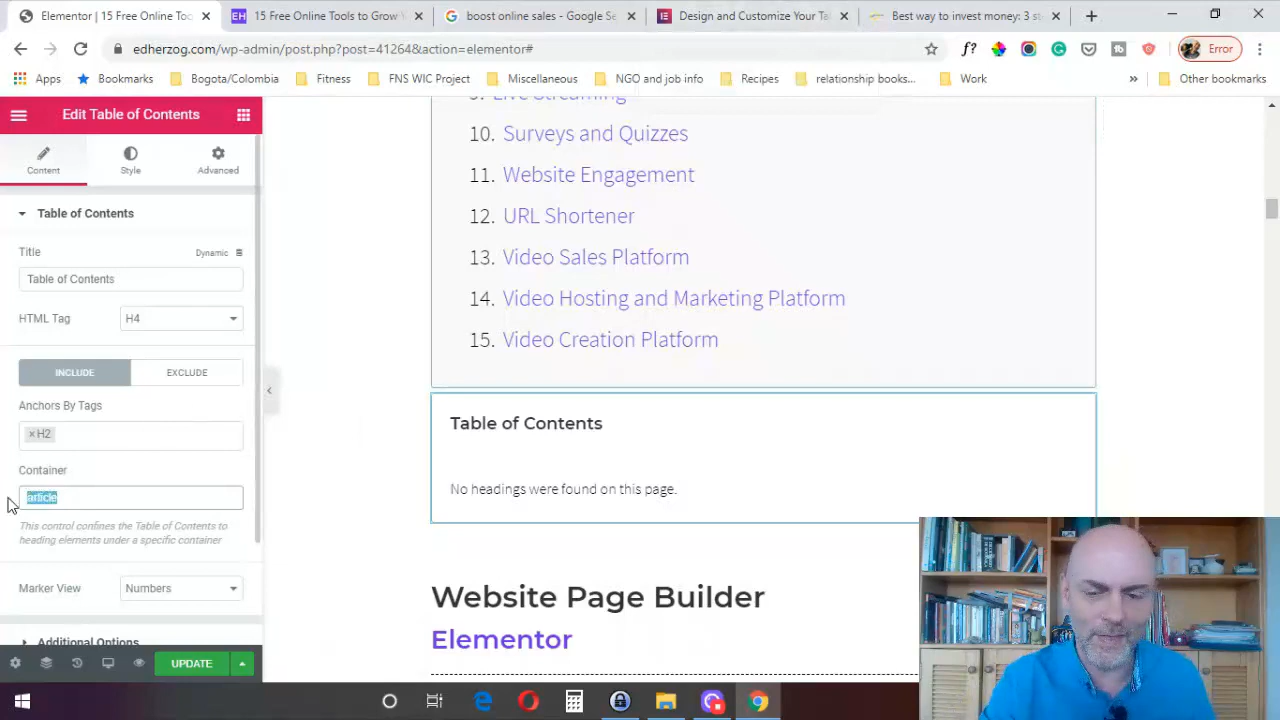 Elementor | 15 Free Online Too
15 Free Online Tools to Grow
boost online sales - Google Se
Design and Customize Your Ta
Best way to invest money: 3 s
edherzog.com/wp-admin/post.php?post=41264&action=elementor#
f?
Error
Apps
Bookmarks
Bogota/Colombia
Fitness
FNS WIC Project
Miscellaneous
NGO and job info
Recipes
relationship books...
Work
»
Other bookmarks
Edit Table of Contents
Content
Style
Advanced
Table of Contents
Title
Dynamic
Table of Contents
HTML Tag
H4
INCLUDE
EXCLUDE
Anchors By Tags
×H2
Container
article
This control confines the Table of Contents to
heading elements under a specific container
Marker View
Numbers
Additional Options
UPDATE
9. Live Streaming
10. Surveys and Quizzes
11. Website Engagement
12. URL Shortener
13. Video Sales Platform
14. Video Hosting and Marketing Platform
15. Video Creation Platform
Table of Contents
No headings were found on this page.
Website Page Builder
Elementor